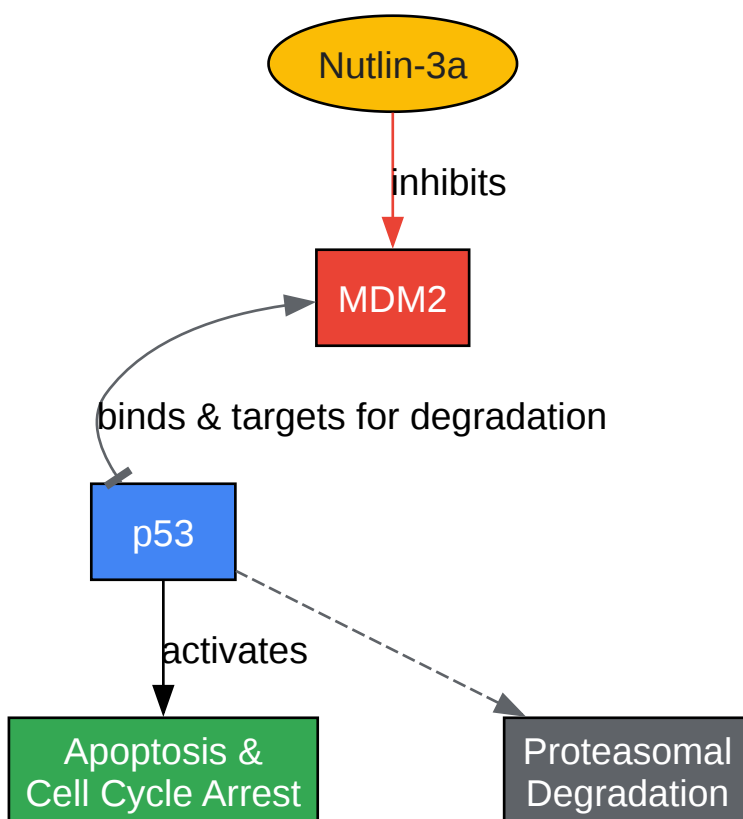 Nutlin-3a
inhibits
MDM2
binds & targets for degradation
p53
activates
Apoptosis &
Cell Cycle Arrest
Proteasomal
Degradation